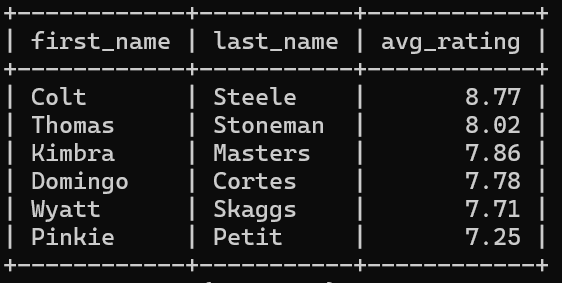 +------------+-----------+------------+
| first_name | last_name | avg_rating |
+------------+-----------+------------+
| Colt       | Steele    |       8.77 |
| Thomas     | Stoneman  |       8.02 |
| Kimbra     | Masters   |       7.86 |
| Domingo    | Cortes    |       7.78 |
| Wyatt      | Skaggs    |       7.71 |
| Pinkie     | Petit     |       7.25 |
+------------+-----------+------------+